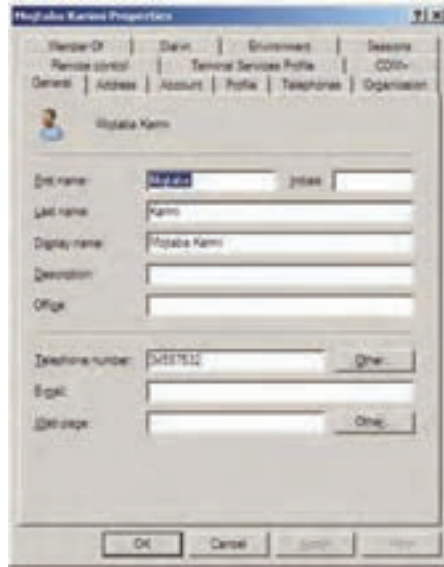 Mojtaba Karimi Properties
Member Of Dial-in Environment Sessions
Remote control Terminal Services Profile COM+
General Address Account Profile Telephones Organization
Mojtaba Karimi
First name: Mojtaba Initials:
Last name: Karimi
Display name: Mojtaba Karimi
Description:
Office:
Telephone number: Other...
E-mail:
Web page: Other...
OK Cancel Apply Help